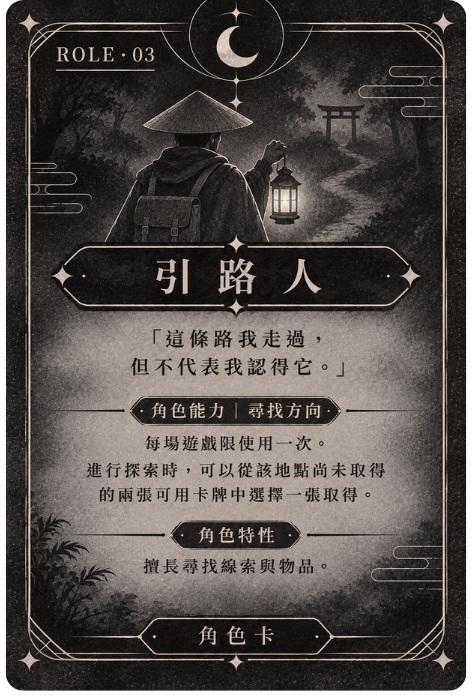 ROLE · 03
引路人
「這條路我走過，
但不代表我認得它。」
角色能力｜尋找方向
每場遊戲限使用一次。
進行探索時，可以從該地點尚未取得
的兩張可用卡牌中選擇一張取得。
角色特性
擅長尋找線索與物品。
角色卡